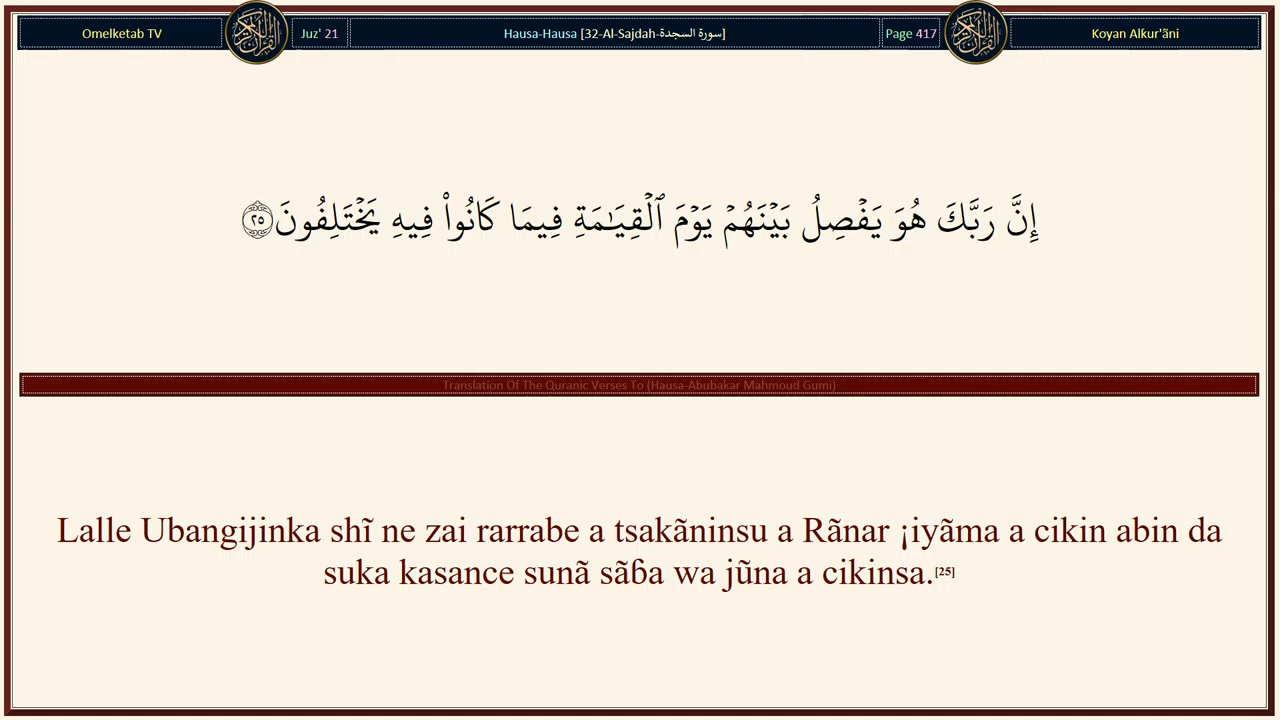 Omelketab TV
Juz' 21
Hausa-Hausa [32-Al-Sajdah-سورة السجدة]
Page 417
Koyan Alƙur'ãni
إِنَّ رَبَّكَ هُوَ يَفْصِلُ بَيْنَهُمْ يَوْمَ ٱلْقِيَـٰمَةِ فِيمَا كَانُوا۟ فِيهِ يَخْتَلِفُونَ ٢٥
Translation Of The Quranic Verses To (Hausa-Abubakar Mahmoud Gumi)
Lalle Ubangijinka shĩ ne zai rarrabe a tsakãninsu a Rãnar ¡iyãma a cikin abin da
suka kasance sunã sãɓa wa jũna a cikinsa.[25]